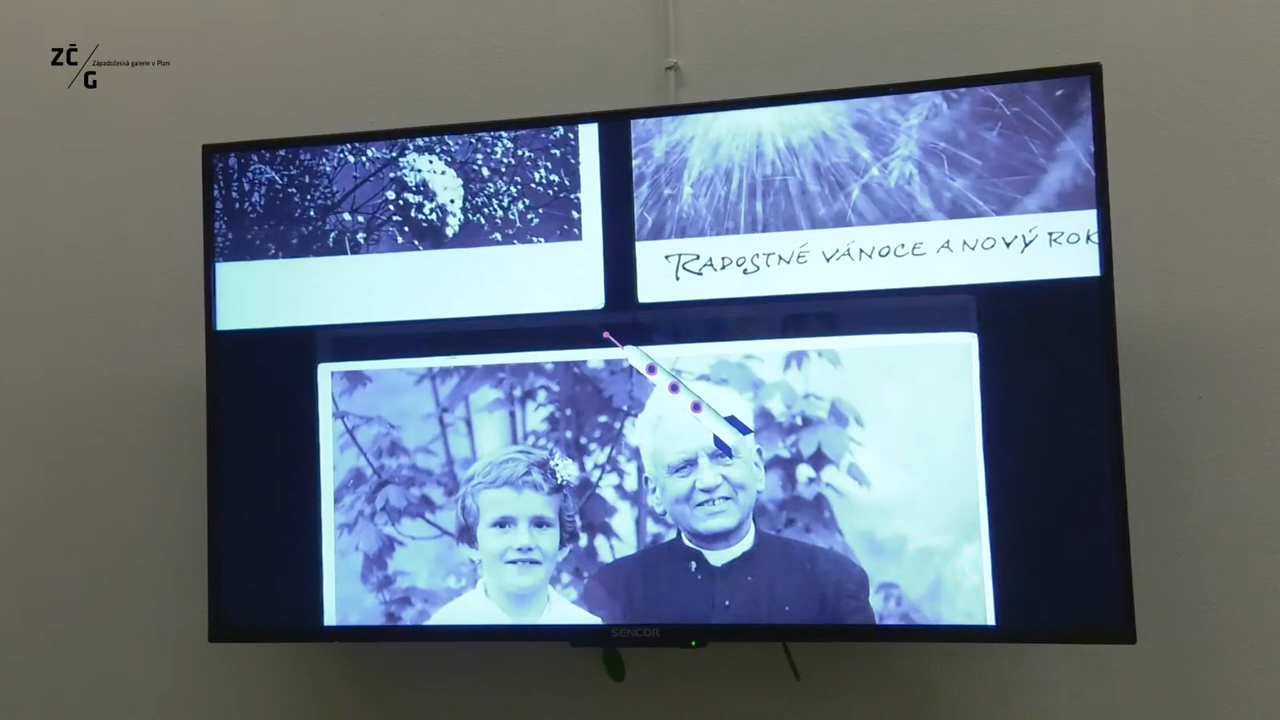 ZČ
G
Západočeská galerie v Plzni
RADOSTNÉ VÁNOCE A NOVÝ ROK
SENCOR